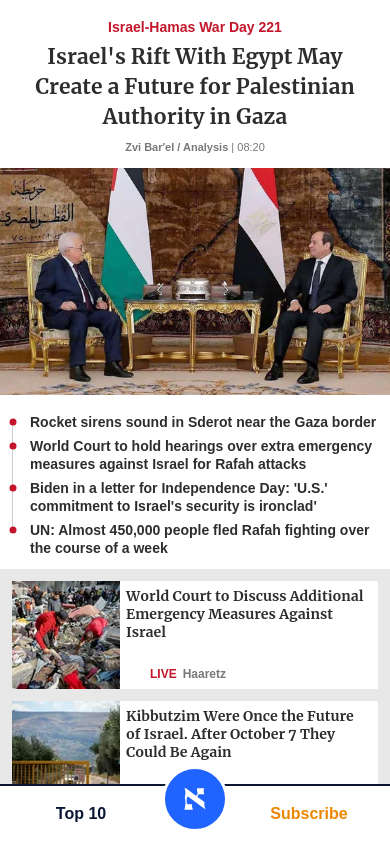 Israel-Hamas War Day 221
Israel's Rift With Egypt May
Create a Future for Palestinian
Authority in Gaza
Zvi Bar'el / Analysis | 08:20
خريطة
القطر المصري
Rocket sirens sound in Sderot near the Gaza border
World Court to hold hearings over extra emergency
measures against Israel for Rafah attacks
Biden in a letter for Independence Day: 'U.S.'
commitment to Israel's security is ironclad'
UN: Almost 450,000 people fled Rafah fighting over
the course of a week
World Court to Discuss Additional
Emergency Measures Against
Israel
LIVE Haaretz
Kibbutzim Were Once the Future
of Israel. After October 7 They
Could Be Again
Top 10
Subscribe